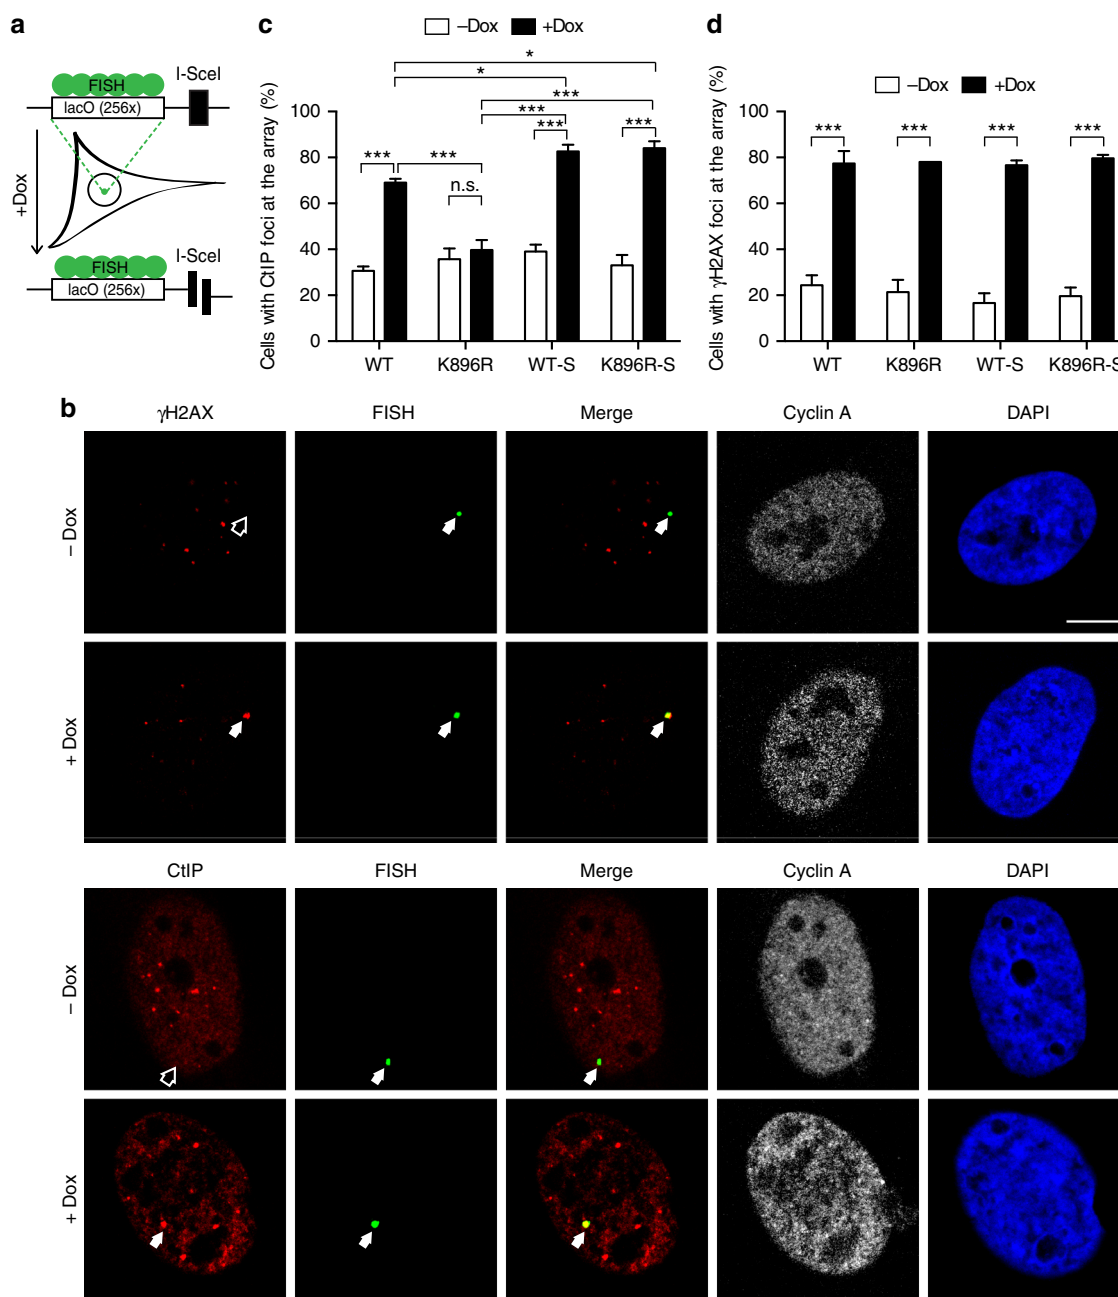 a
I-SceI
FISH
lacO (256x)
+Dox
I-SceI
FISH
lacO (256x)
c
–Dox
+Dox
Cells with CtIP foci at the array (%)
100
80
60
40
20
0
*
*
***
***
***
***
***
***
n.s.
WT
K896R
WT-S
K896R-S
d
–Dox
+Dox
Cells with γH2AX foci at the array (%)
100
80
60
40
20
0
***
***
***
***
WT
K896R
WT-S
K896R-S
b
γH2AX
FISH
Merge
Cyclin A
DAPI
– Dox
+ Dox
CtIP
FISH
Merge
Cyclin A
DAPI
– Dox
+ Dox